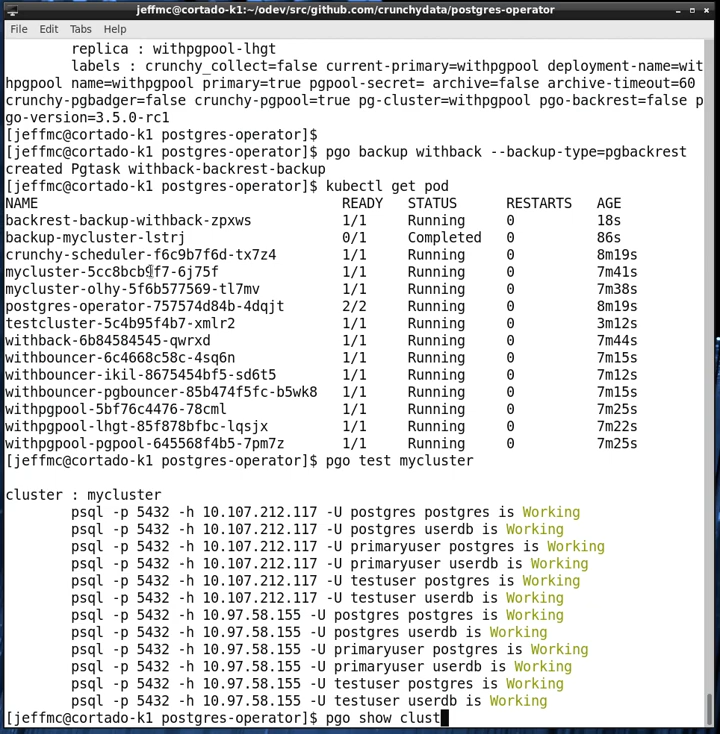 jeffmc@cortado-k1:~/odev/src/github.com/crunchydata/postgres-operator
File Edit Tabs Help
replica : withpgpool-lhgt
labels : crunchy_collect=false current-primary=withpgpool deployment-name=wit
hpgpool name=withpgpool primary=true pgpool-secret= archive=false archive-timeout=60
crunchy-pgbadger=false crunchy-pgpool=true pg-cluster=withpgpool pgo-backrest=false p
go-version=3.5.0-rc1
[jeffmc@cortado-k1 postgres-operator]$
[jeffmc@cortado-k1 postgres-operator]$ pgo backup withback --backup-type=pgbackrest
created Pgtask withback-backrest-backup
[jeffmc@cortado-k1 postgres-operator]$ kubectl get pod
NAME READY STATUS RESTARTS AGE
backrest-backup-withback-zpxws 1/1 Running 0 18s
backup-mycluster-lstrj 0/1 Completed 0 86s
crunchy-scheduler-f6c9b7f6d-tx7z4 1/1 Running 0 8m19s
mycluster-5cc8bcb9f7-6j75f 1/1 Running 0 7m41s
mycluster-olhy-5f6b577569-tl7mv 1/1 Running 0 7m38s
postgres-operator-757574d84b-4dqjt 2/2 Running 0 8m19s
testcluster-5c4b95f4b7-xmlr2 1/1 Running 0 3m12s
withback-6b84584545-qwrxd 1/1 Running 0 7m44s
withbouncer-6c4668c58c-4sq6n 1/1 Running 0 7m15s
withbouncer-ikil-8675454bf5-sd6t5 1/1 Running 0 7m12s
withbouncer-pgbouncer-85b474f5fc-b5wk8 1/1 Running 0 7m15s
withpgpool-5bf76c4476-78cml 1/1 Running 0 7m25s
withpgpool-lhgt-85f878bfbc-lqsjx 1/1 Running 0 7m22s
withpgpool-pgpool-645568f4b5-7pm7z 1/1 Running 0 7m25s
[jeffmc@cortado-k1 postgres-operator]$ pgo test mycluster
cluster : mycluster
psql -p 5432 -h 10.107.212.117 -U postgres postgres is Working
psql -p 5432 -h 10.107.212.117 -U postgres userdb is Working
psql -p 5432 -h 10.107.212.117 -U primaryuser postgres is Working
psql -p 5432 -h 10.107.212.117 -U primaryuser userdb is Working
psql -p 5432 -h 10.107.212.117 -U testuser postgres is Working
psql -p 5432 -h 10.107.212.117 -U testuser userdb is Working
psql -p 5432 -h 10.97.58.155 -U postgres postgres is Working
psql -p 5432 -h 10.97.58.155 -U postgres userdb is Working
psql -p 5432 -h 10.97.58.155 -U primaryuser postgres is Working
psql -p 5432 -h 10.97.58.155 -U primaryuser userdb is Working
psql -p 5432 -h 10.97.58.155 -U testuser postgres is Working
psql -p 5432 -h 10.97.58.155 -U testuser userdb is Working
[jeffmc@cortado-k1 postgres-operator]$ pgo show clust